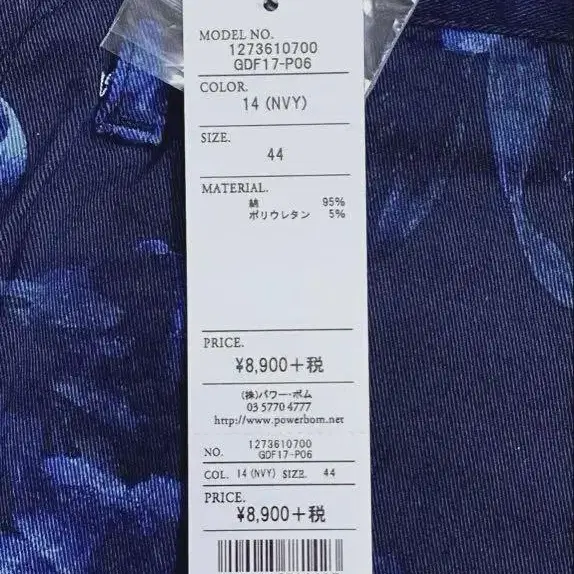 MODEL NO.
1273610700
GDF17-P06
COLOR.
14 (NVY)
SIZE.
44
MATERIAL.
綿 95%
ポリウレタン 5%
PRICE.
¥8,900+税
(株)パワー・ボム
03 5770 4777
http://www.powerbom.net
NO. 1273610700
GDF17-P06
COL. 14 (NVY) SIZE. 44
PRICE.
¥8,900+税